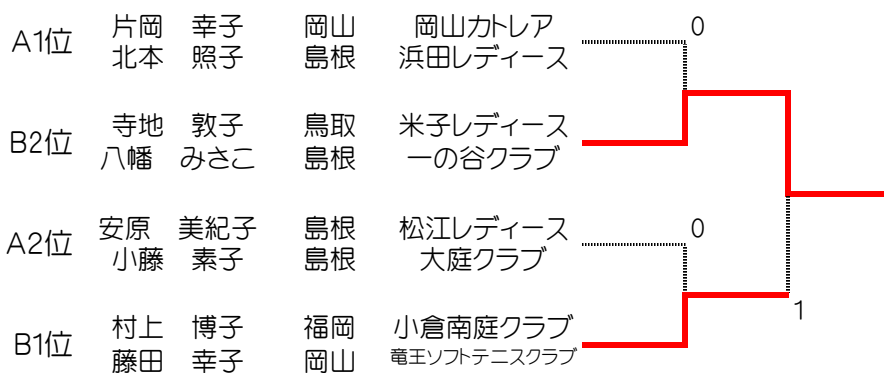 A1位 片岡 幸子 岡山 岡山カトレア 0
北本 照子 島根 浜田レディース
B2位 寺地 敦子 鳥取 米子レディース
八幡 みさこ 島根 一の谷クラブ
A2位 安原 美紀子 島根 松江レディース 0
小藤 素子 島根 大庭クラブ
1
B1位 村上 博子 福岡 小倉南庭クラブ
藤田 幸子 岡山 竜王ソフトテニスクラブ